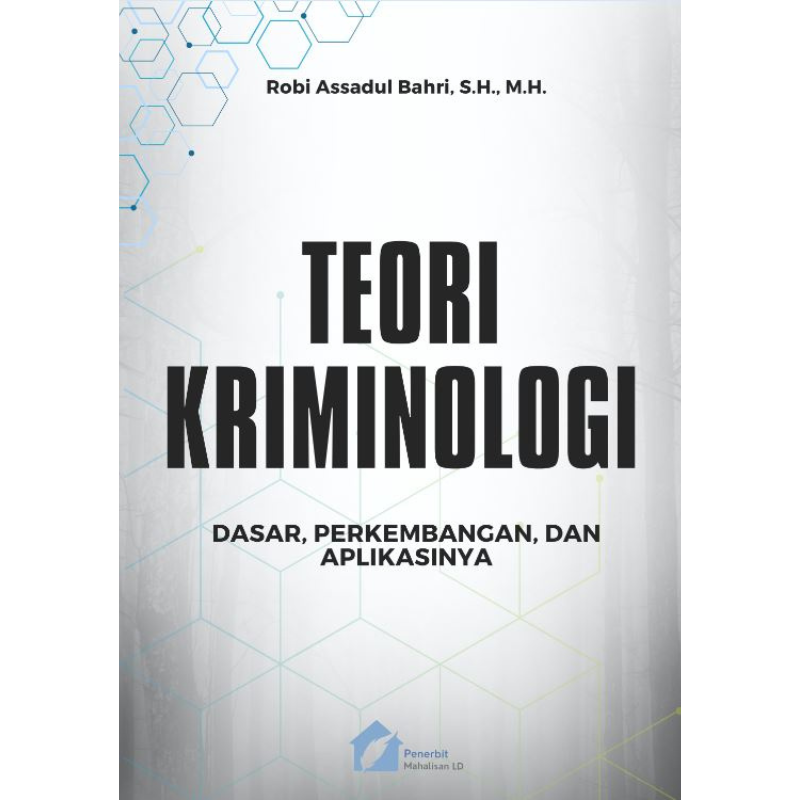 Robi Assadul Bahri, S.H., M.H.
TEORI
KRIMINOLOGI
DASAR, PERKEMBANGAN, DAN
APLIKASINYA
Penerbit
Mahalisan LD